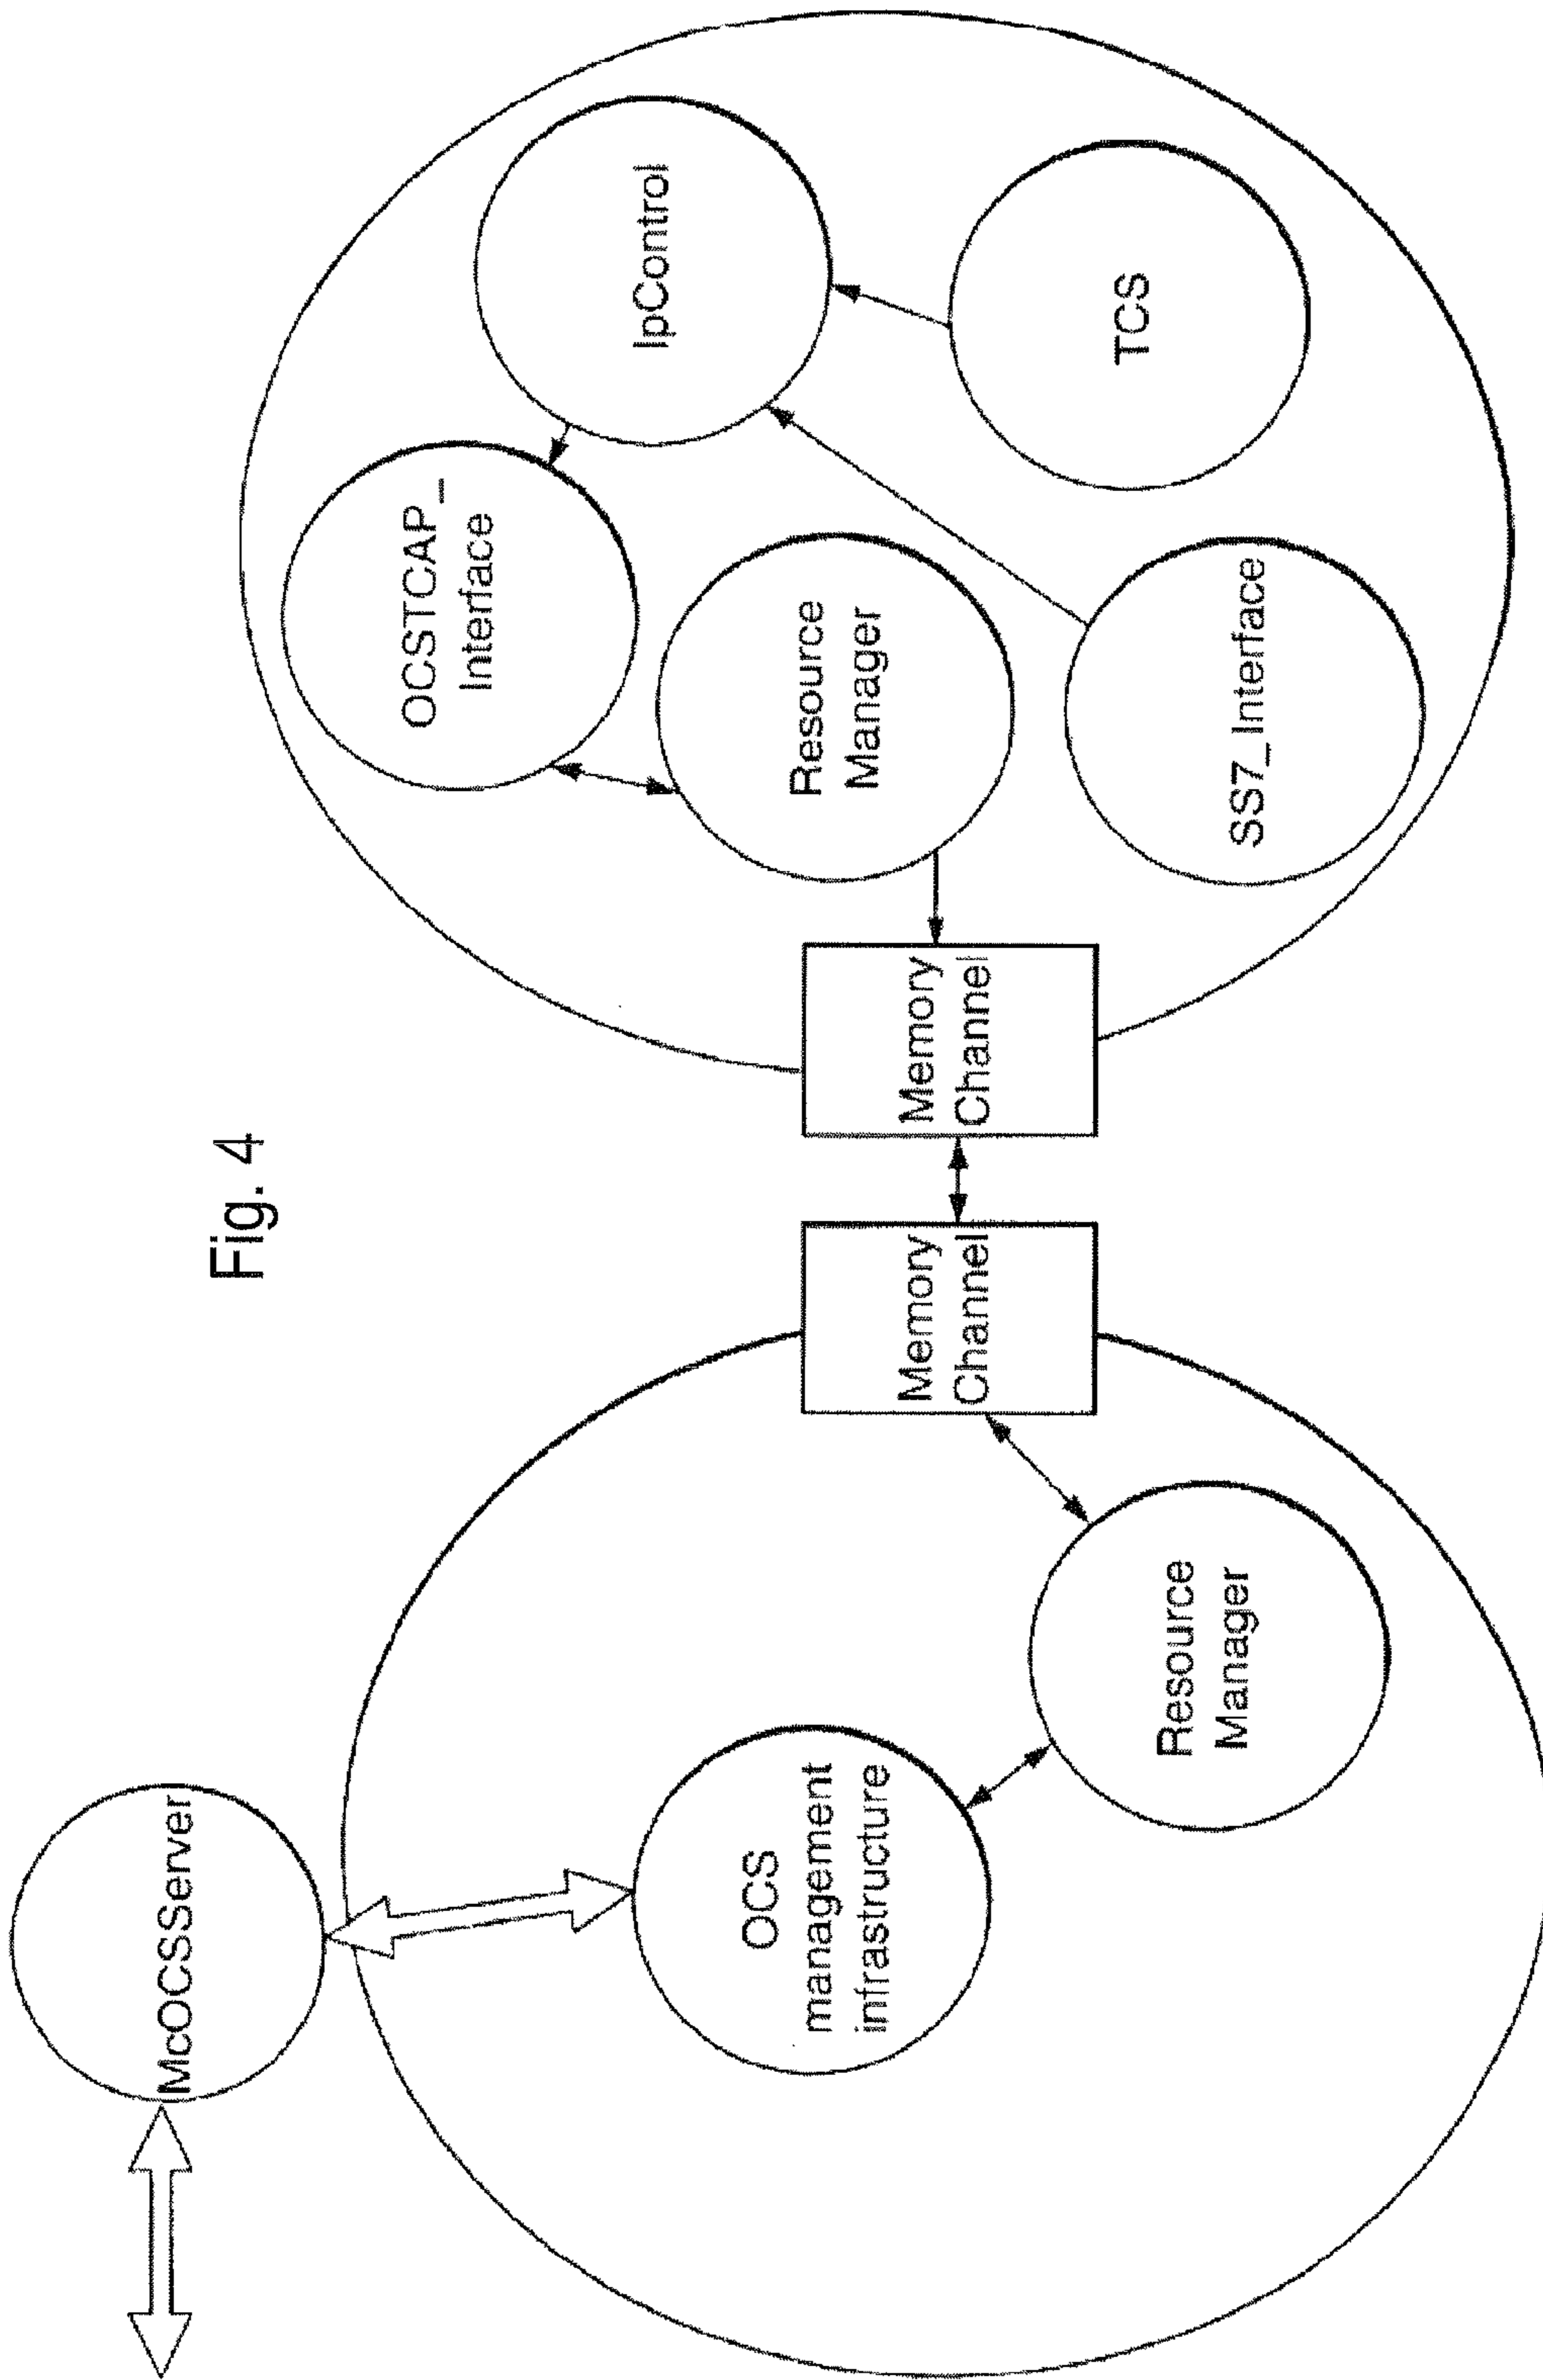 Fig. 4
McOCSServer
OCS
management
infrastructure
Resource
Manager
Memory
Channel
Memory
Channel
OCSTCAP_
Interface
IpControl
Resource
Manager
SS7_Interface
TCS